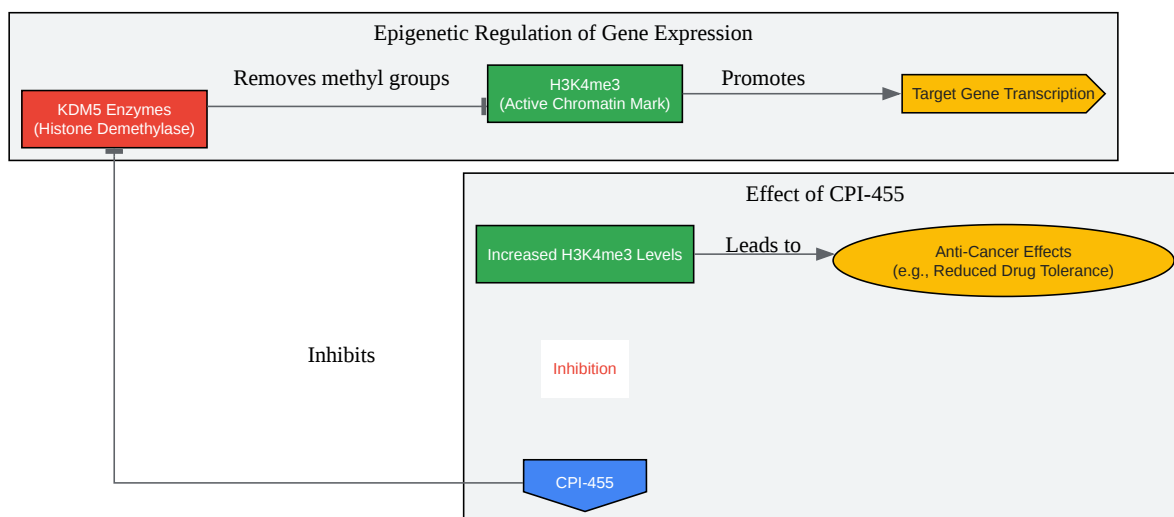 Epigenetic Regulation of Gene Expression
Removes methyl groups
H3K4me3
(Active Chromatin Mark)
Promotes
Target Gene Transcription
KDM5 Enzymes
(Histone Demethylase)
Effect of CPI-455
Increased H3K4me3 Levels
Leads to
Anti-Cancer Effects
(e.g., Reduced Drug Tolerance)
Inhibits
Inhibition
CPI-455